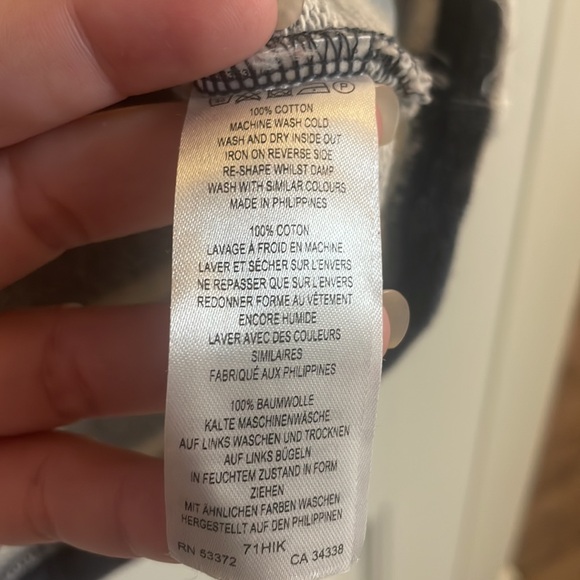 100% COTTON
MACHINE WASH COLD
WASH AND DRY INSIDE OUT
IRON ON REVERSE SIDE
RE-SHAPE WHILST DAMP
WASH WITH SIMILAR COLOURS
MADE IN PHILIPPINES
100% COTON
LAVAGE À FROID EN MACHINE
LAVER ET SÉCHER SUR L'ENVERS
NE REPASSER QUE SUR L'ENVERS
REDONNER FORME AU VÊTEMENT
ENCORE HUMIDE
LAVER AVEC DES COULEURS
SIMILAIRES
FABRIQUÉ AUX PHILIPPINES
100% BAUMWOLLE
KALTE MASCHINENWÄSCHE
AUF LINKS WASCHEN UND TROCKNEN
AUF LINKS BÜGELN
IN FEUCHTEM ZUSTAND IN FORM
ZIEHEN
MIT ÄHNLICHEN FARBEN WASCHEN
HERGESTELLT AUF DEN PHILIPPINEN
RN 53372 71HIK CA 34338